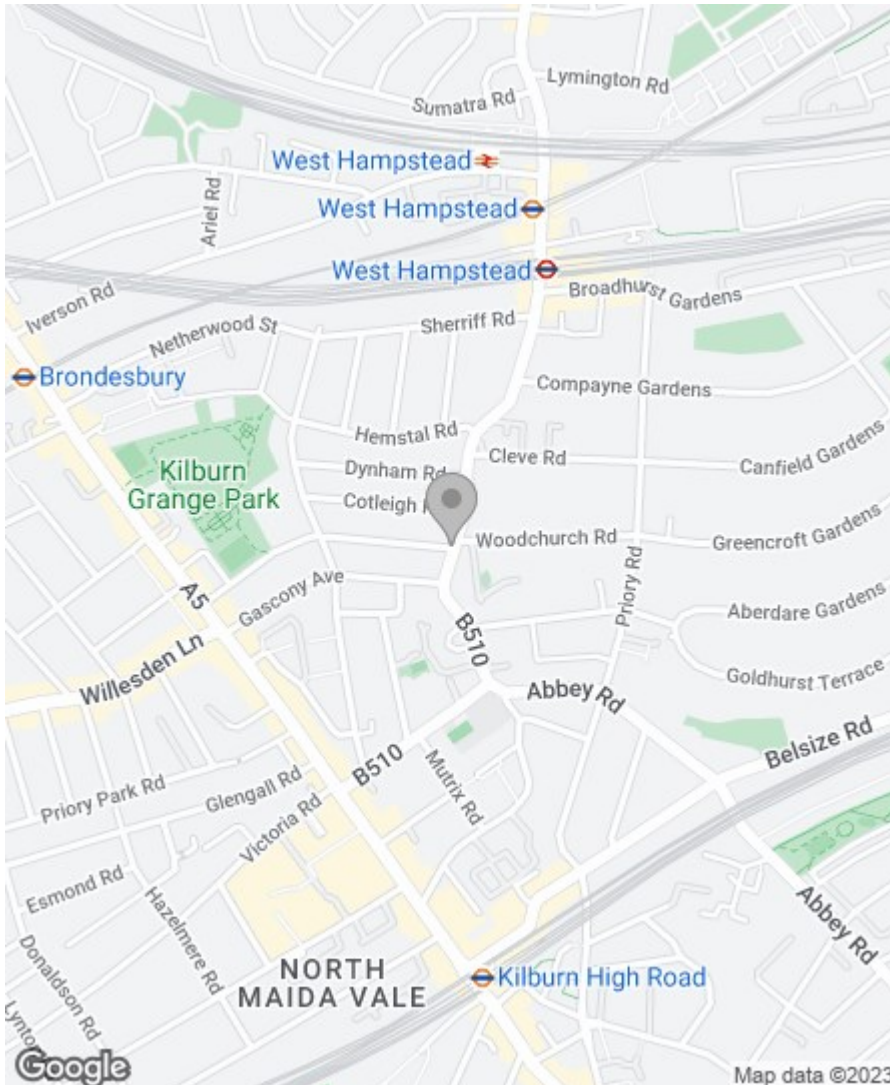 Lymington Rd
Sumatra Rd
West Hampstead
West Hampstead
Ariel Rd
West Hampstead
Iverson Rd
Broadhurst Gardens
Netherwood St
Sherriff Rd
Brondesbury
Compayne Gardens
Hemstal Rd
Cleve Rd
Canfield Gardens
Kilburn
Grange Park
Dynham Rd
Cotleigh
Woodchurch Rd
Greencroft Gardens
A5
Gascony Ave
Priory Rd
Aberdare Gardens
B510
Willesden Ln
Goldhurst Terrace
Abbey Rd
Belsize Rd
B510
Mutrix Rd
Priory Park Rd
Glengall Rd
Victoria Rd
Esmond Rd
Hazelmere Rd
Abbey Rd
Donaldson Rd
NORTH
MAIDA VALE
Kilburn High Road
Google
Map data ©2023